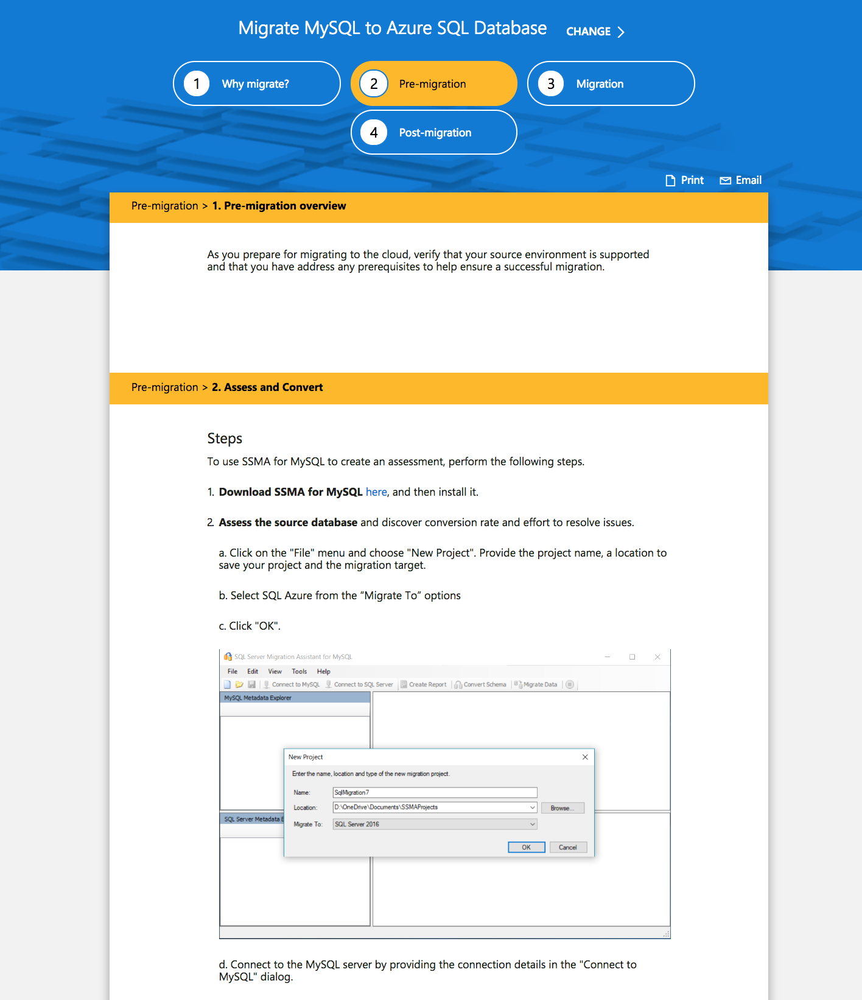 Migrate MySQL to Azure SQL Database CHANGE
1 Why migrate?
2 Pre-migration
3 Migration
4 Post-migration
Print Email
Pre-migration > 1. Pre-migration overview
As you prepare for migrating to the cloud, verify that your source environment is supported
and that you have address any prerequisites to help ensure a successful migration.
Pre-migration > 2. Assess and Convert
Steps
To use SSMA for MySQL to create an assessment, perform the following steps.
1. Download SSMA for MySQL here, and then install it.
2. Assess the source database and discover conversion rate and effort to resolve issues.
a. Click on the "File" menu and choose "New Project". Provide the project name, a location to
save your project and the migration target.
b. Select SQL Azure from the “Migrate To” options
c. Click "OK".
SQL Server Migration Assistant for MySQL
File Edit View Tools Help
Connect to MySQL Connect to SQL Server Create Report Convert Schema Migrate Data
MySQL Metadata Explorer
New Project
Enter the name, location and type of the new migration project.
Name: SqlMigration7
Location: D:\OneDrive\Documents\SSMAProjects Browse...
SQL Server Metadata E
Migrate To: SQL Server 2016
OK Cancel
d. Connect to the MySQL server by providing the connection details in the "Connect to
MySQL" dialog.